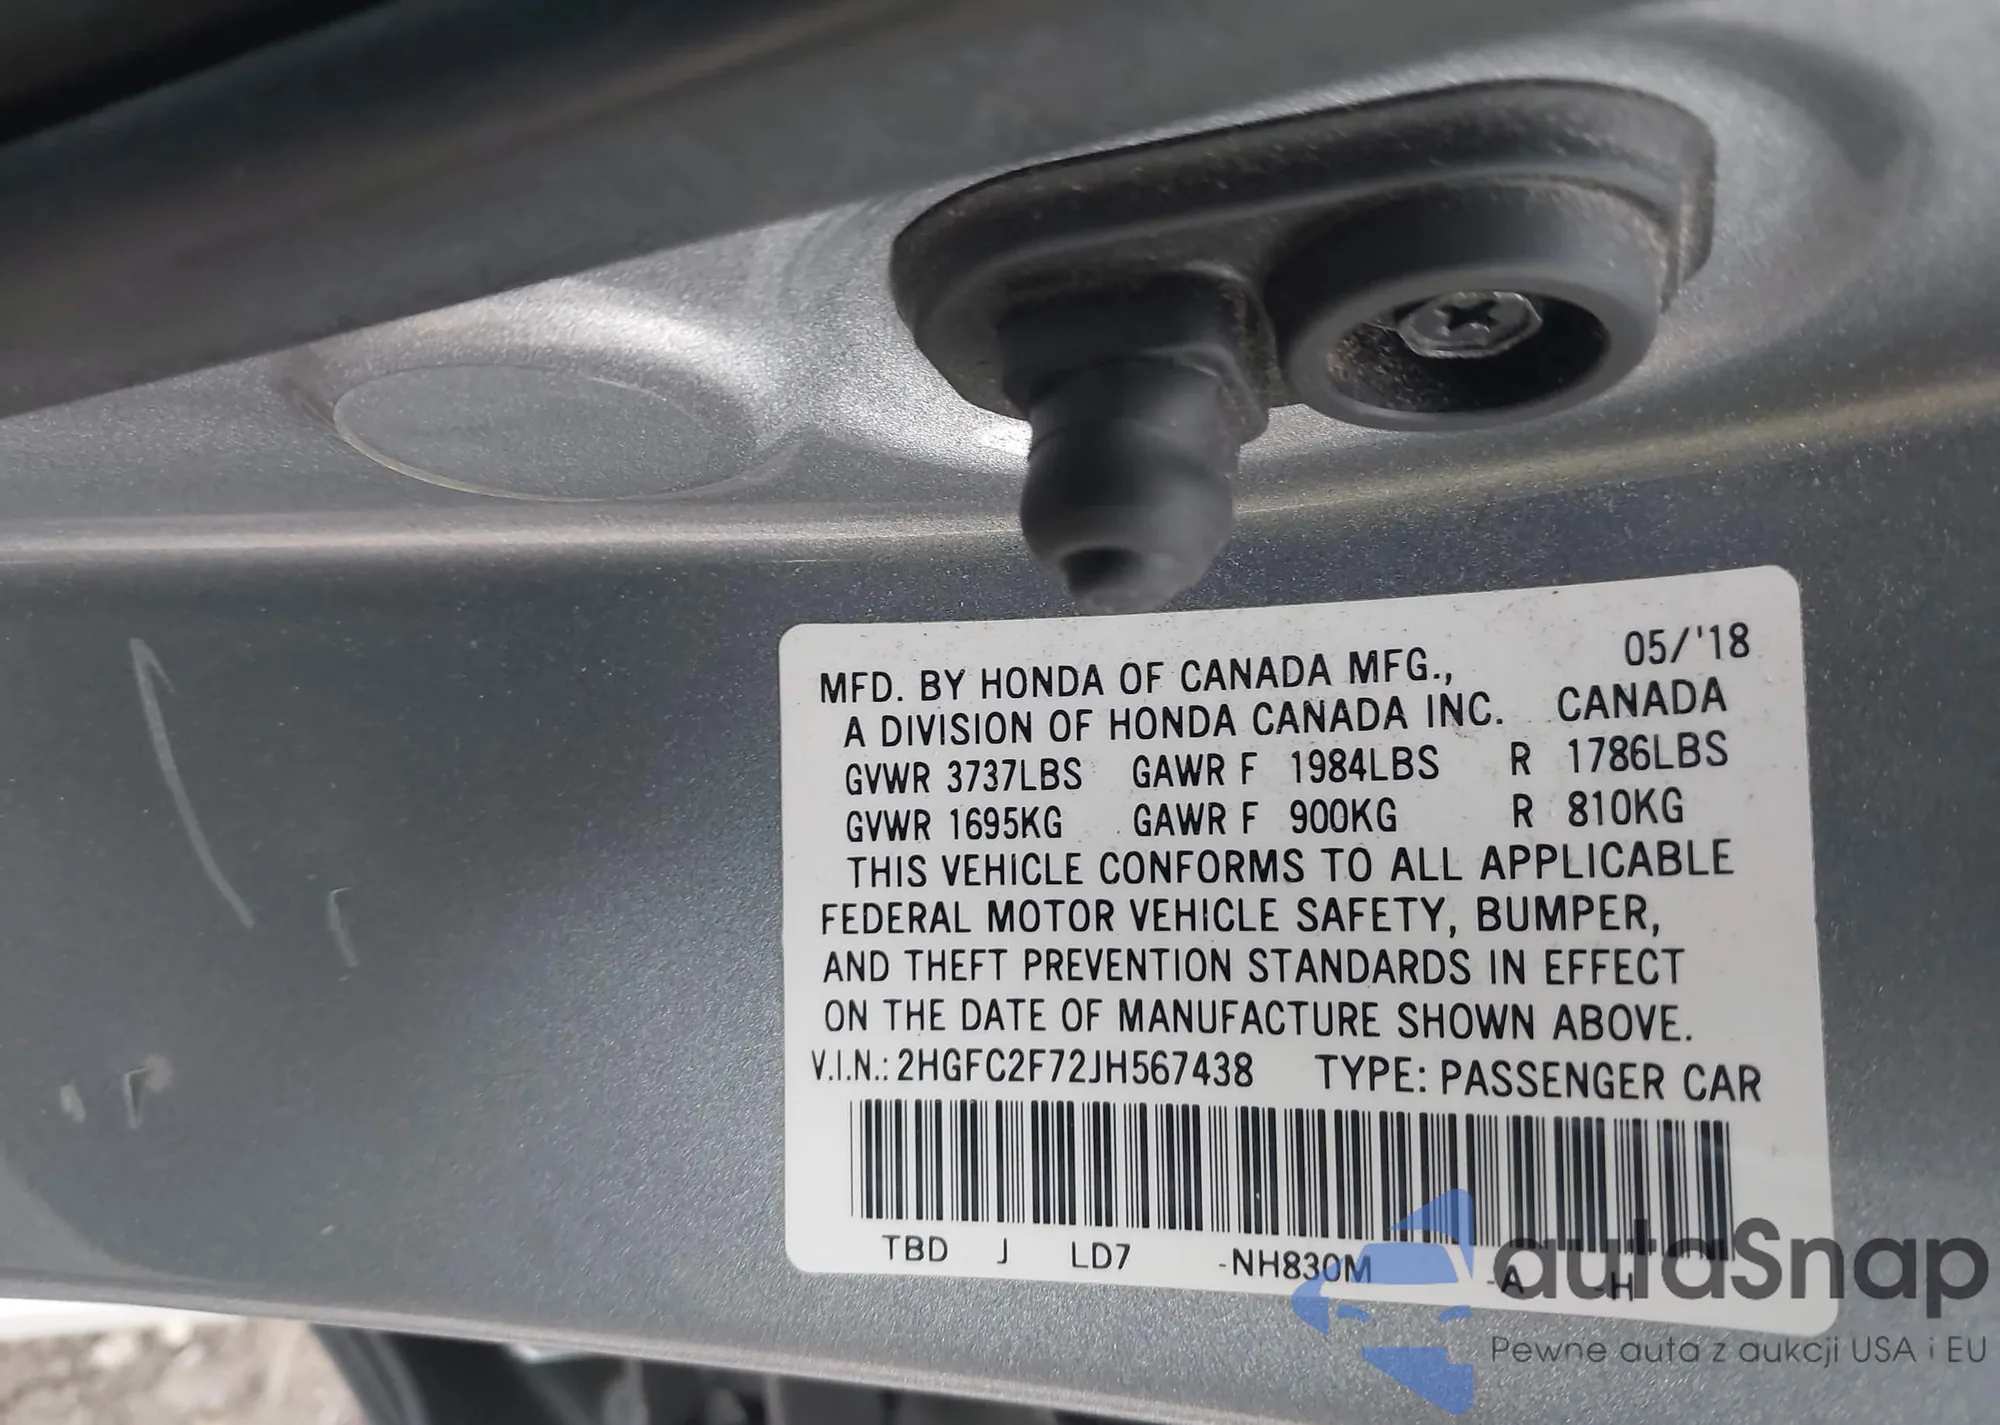 05/'18
MFD. BY HONDA OF CANADA MFG.,
A DIVISION OF HONDA CANADA INC. CANADA
GVWR 3737LBS GAWR F 1984LBS R 1786LBS
GVWR 1695KG GAWR F 900KG R 810KG
THIS VEHICLE CONFORMS TO ALL APPLICABLE
FEDERAL MOTOR VEHICLE SAFETY, BUMPER,
AND THEFT PREVENTION STANDARDS IN EFFECT
ON THE DATE OF MANUFACTURE SHOWN ABOVE.
V.I.N.: 2HGFC2F72JH567438 TYPE: PASSENGER CAR
TBD J LD7 -NH830M -A H
autaSnap
Pewne auta z aukcji USA i EU